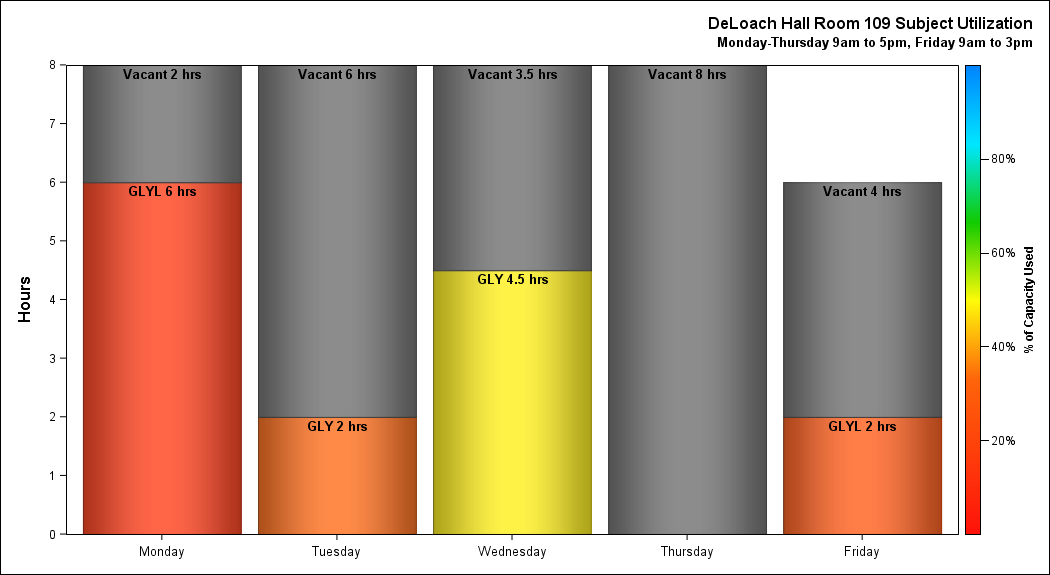 DeLoach Hall Room 109 Subject Utilization
Monday-Thursday 9am to 5pm, Friday 9am to 3pm
8
7
6
5
4
3
2
1
0
Hours
Vacant 2 hrs
GLYL 6 hrs
Vacant 6 hrs
GLY 2 hrs
Vacant 3.5 hrs
GLY 4.5 hrs
Vacant 8 hrs
Vacant 4 hrs
GLYL 2 hrs
Monday
Tuesday
Wednesday
Thursday
Friday
80%
60%
40%
20%
% of Capacity Used